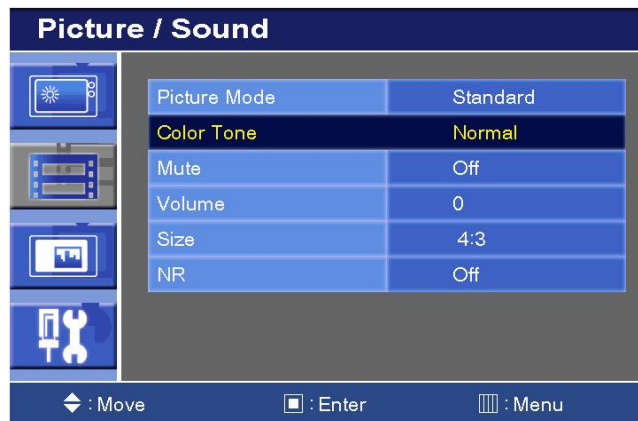 Picture / Sound
Picture Mode Standard
Color Tone Normal
Mute Off
Volume 0
Size 4:3
NR Off
: Move : Enter : Menu